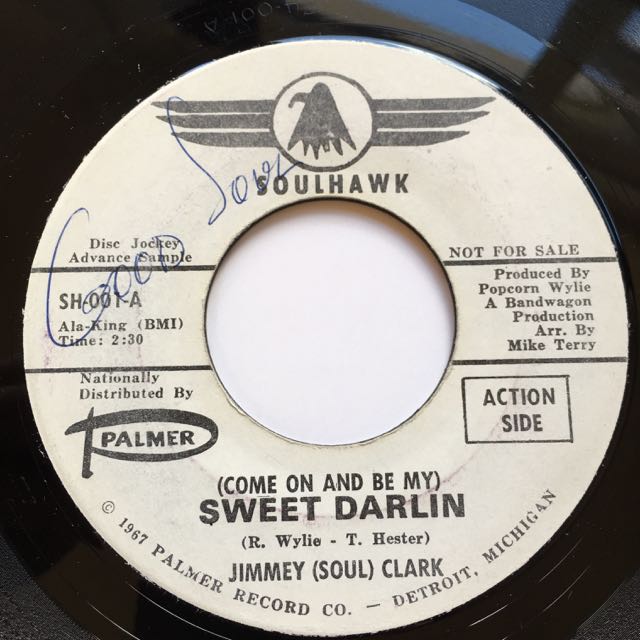 SOULHAWK
Good Soul
Disc Jockey
Advance Sample
NOT FOR SALE
SH-001-A
Ala-King (BMI)
Time: 2:30
Produced By
Popcorn Wylie
A Bandwagon
Production
Arr. By
Mike Terry
Nationally
Distributed By
PALMER
ACTION
SIDE
(COME ON AND BE MY)
SWEET DARLIN
(R. Wylie - T. Hester)
JIMMEY (SOUL) CLARK
© 1967 PALMER RECORD CO. — DETROIT, MICHIGAN